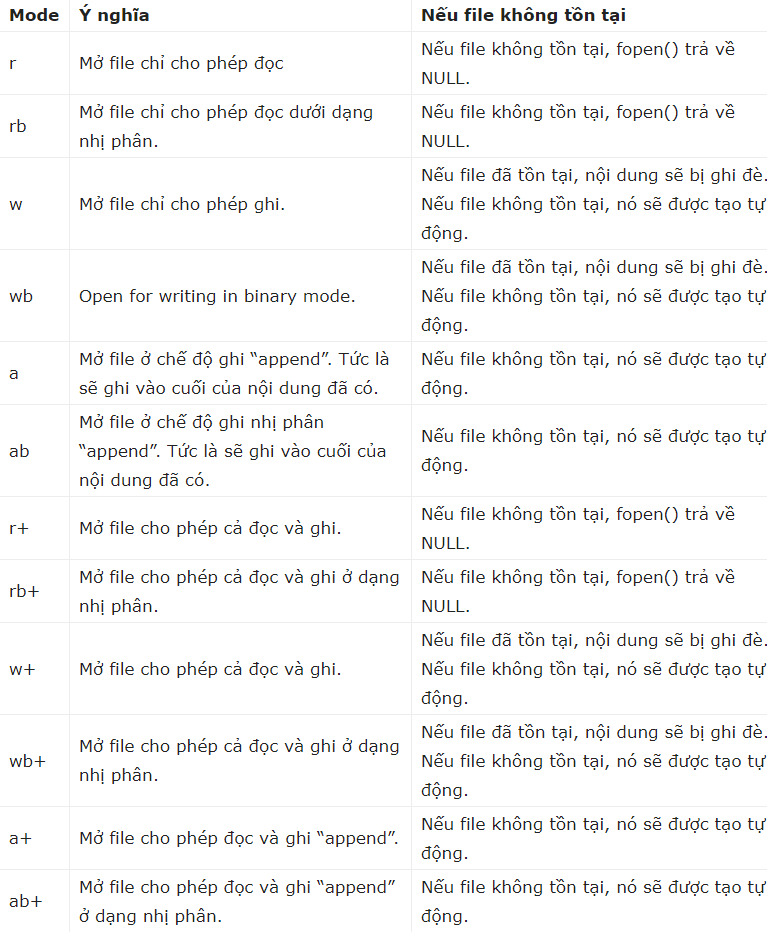 Mode Ý nghĩa Nếu file không tồn tại
r Mở file chỉ cho phép đọc Nếu file không tồn tại, fopen() trả về
NULL.
rb Mở file chỉ cho phép đọc dưới dạng
nhị phân. Nếu file không tồn tại, fopen() trả về
NULL.
w Mở file chỉ cho phép ghi. Nếu file đã tồn tại, nội dung sẽ bị ghi đè.
Nếu file không tồn tại, nó sẽ được tạo tự
động.
wb Open for writing in binary mode. Nếu file đã tồn tại, nội dung sẽ bị ghi đè.
Nếu file không tồn tại, nó sẽ được tạo tự
động.
a Mở file ở chế độ ghi “append”. Tức là
sẽ ghi vào cuối của nội dung đã có. Nếu file không tồn tại, nó sẽ được tạo tự
động.
ab Mở file ở chế độ ghi nhị phân
“append”. Tức là sẽ ghi vào cuối của
nội dung đã có. Nếu file không tồn tại, nó sẽ được tạo tự
động.
r+ Mở file cho phép cả đọc và ghi. Nếu file không tồn tại, fopen() trả về
NULL.
rb+ Mở file cho phép cả đọc và ghi ở dạng
nhị phân. Nếu file không tồn tại, fopen() trả về
NULL.
w+ Mở file cho phép cả đọc và ghi. Nếu file đã tồn tại, nội dung sẽ bị ghi đè.
Nếu file không tồn tại, nó sẽ được tạo tự
động.
wb+ Mở file cho phép cả đọc và ghi ở dạng
nhị phân. Nếu file đã tồn tại, nội dung sẽ bị ghi đè.
Nếu file không tồn tại, nó sẽ được tạo tự
động.
a+ Mở file cho phép đọc và ghi “append”. Nếu file không tồn tại, nó sẽ được tạo tự
động.
ab+ Mở file cho phép đọc và ghi “append”
ở dạng nhị phân. Nếu file không tồn tại, nó sẽ được tạo tự
động.